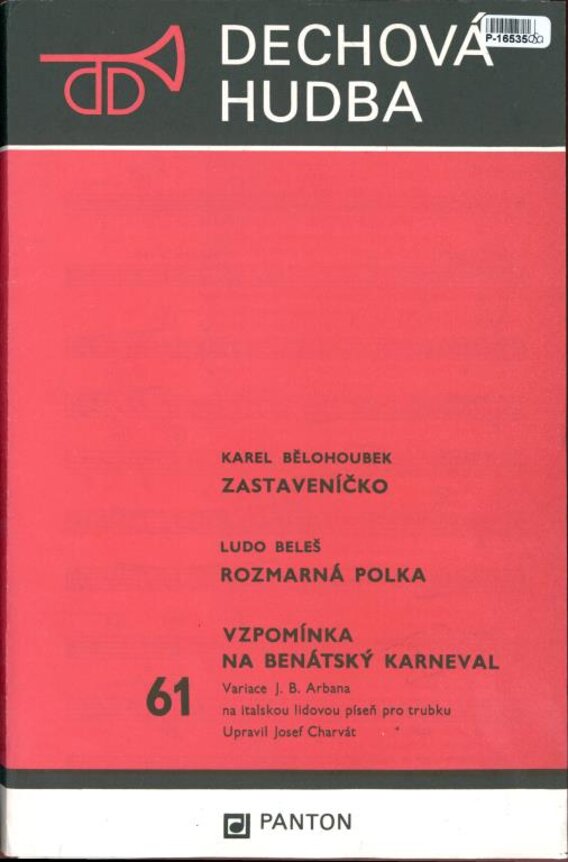 DECHOVÁ
HUDBA
KAREL BĚLOHOUBEK
ZASTAVENÍČKO
LUDO BELEŠ
ROZMARNÁ POLKA
VZPOMÍNKA
NA BENÁTSKÝ KARNEVAL
61
Variace J. B. Arbana
na italskou lidovou píseň pro trubku
Upravil Josef Charvát
PANTON